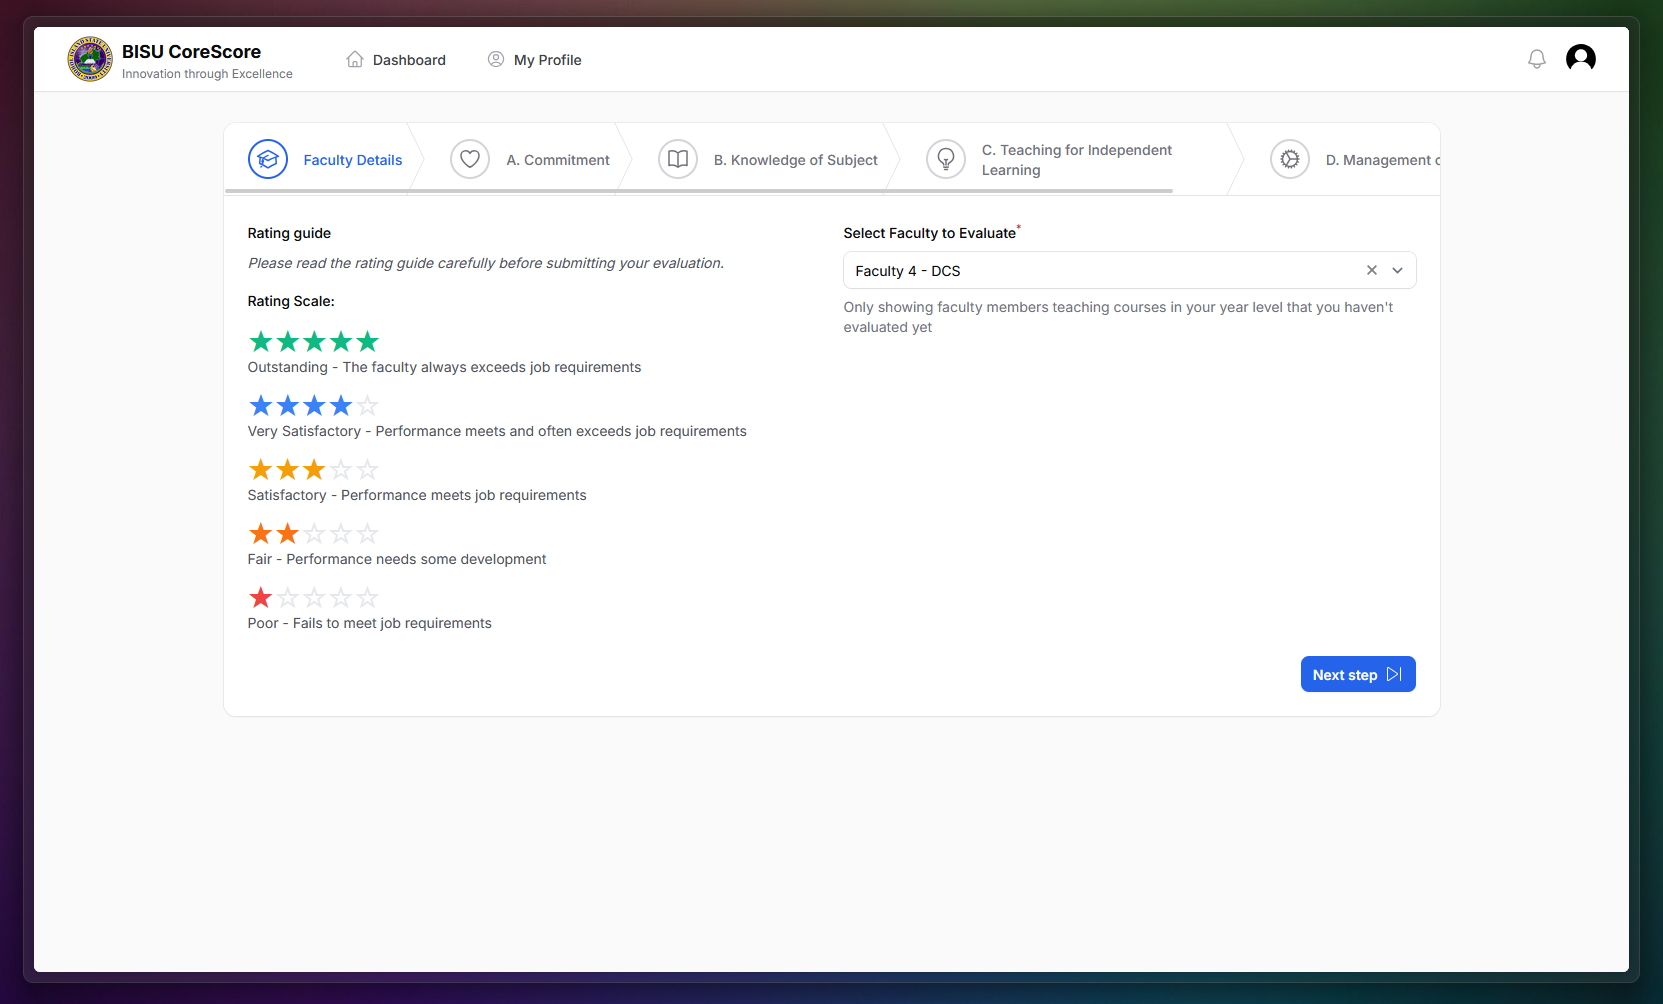 BISU CoreScore
Innovation through Excellence
Dashboard
My Profile
Faculty Details
A. Commitment
B. Knowledge of Subject
C. Teaching for Independent
Learning
D. Management
Rating guide
Please read the rating guide carefully before submitting your evaluation.
Rating Scale:
Outstanding - The faculty always exceeds job requirements
Very Satisfactory - Performance meets and often exceeds job requirements
Satisfactory - Performance meets job requirements
Fair - Performance needs some development
Poor - Fails to meet job requirements
Select Faculty to Evaluate*
Faculty 4 - DCS
Only showing faculty members teaching courses in your year level that you haven't
evaluated yet
Next step